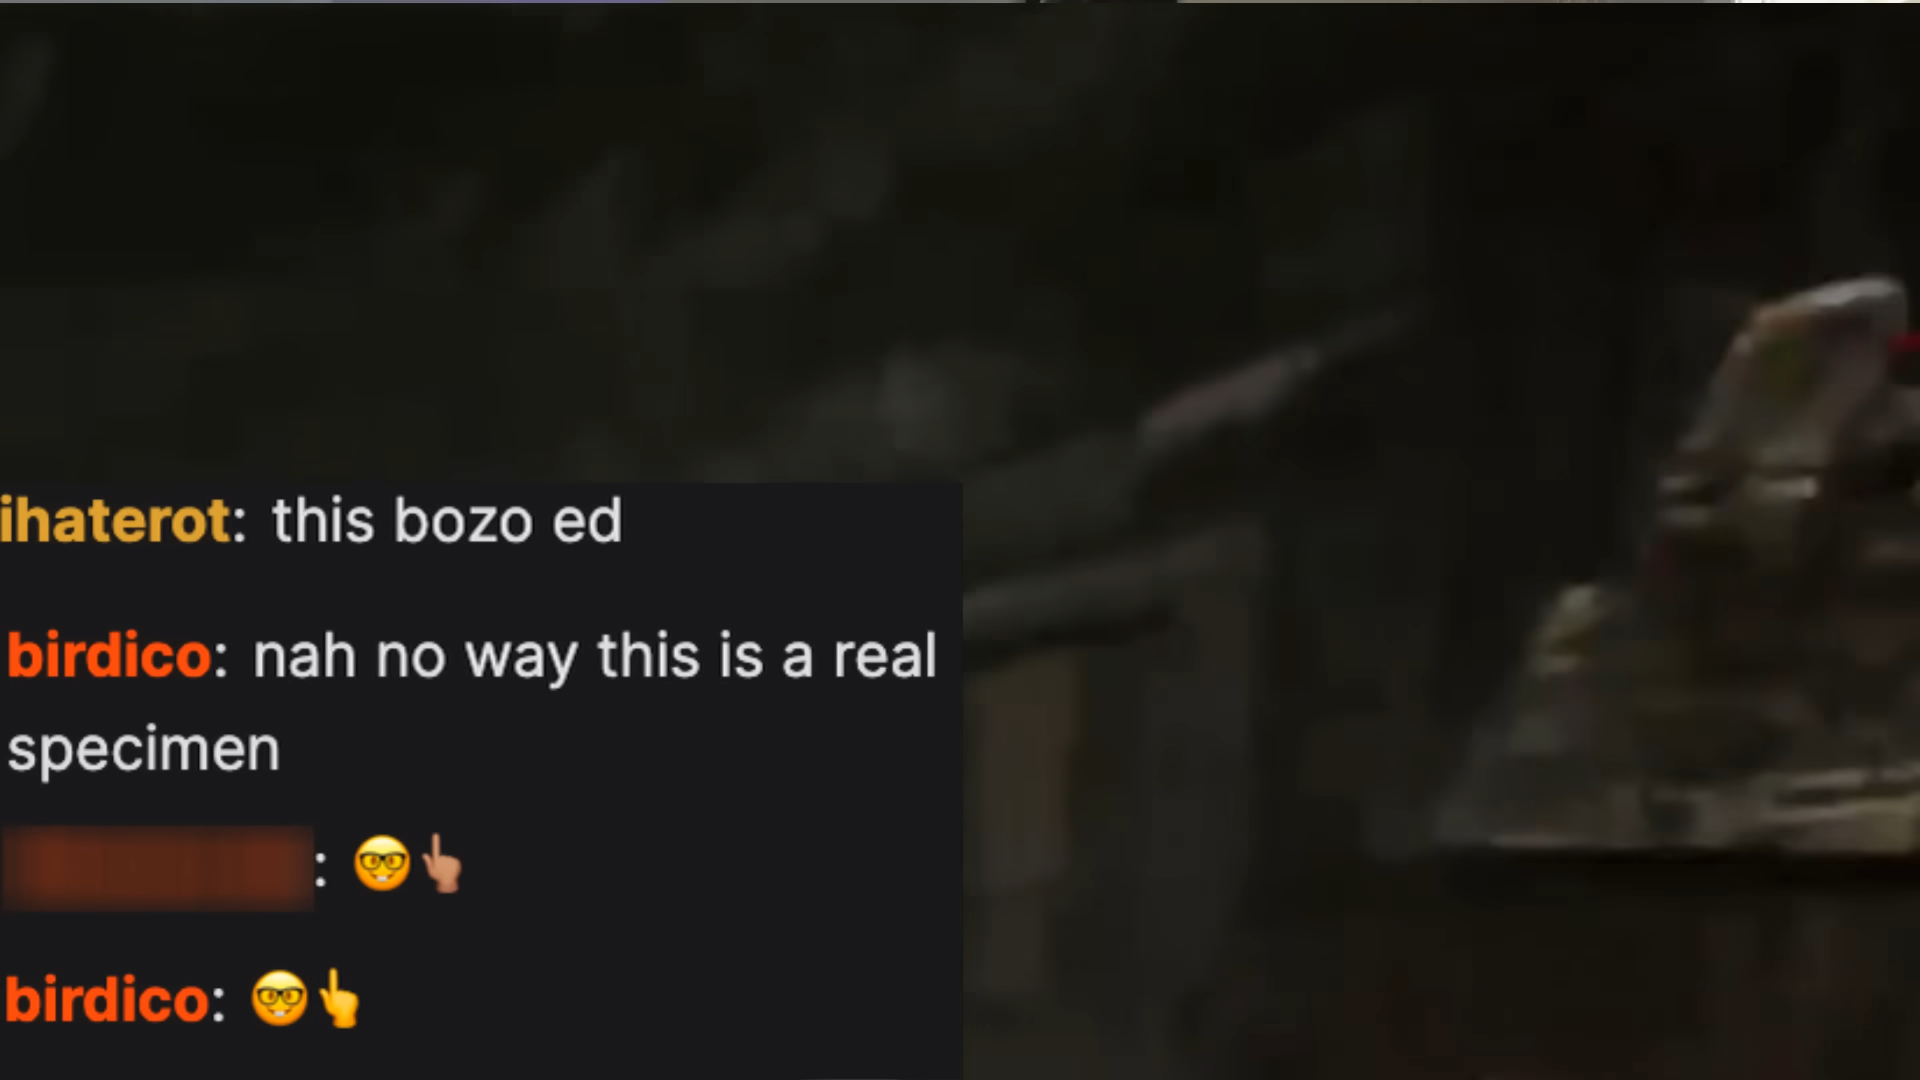 ihaterot: this bozo ed
birdico: nah no way this is a real
specimen
: 🤓👆🏽
birdico: 🤓👆